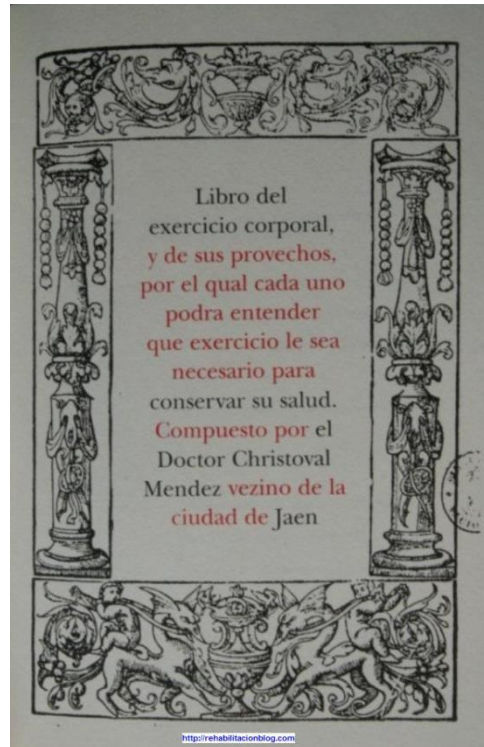 Libro del
exercicio corporal,
y de sus provechos,
por el qual cada uno
podra entender
que exercicio le sea
necesario para
conservar su salud.
Compuesto por el
Doctor Christoval
Mendez vezino de la
ciudad de Jaen
http://rehabilitacionblog.com